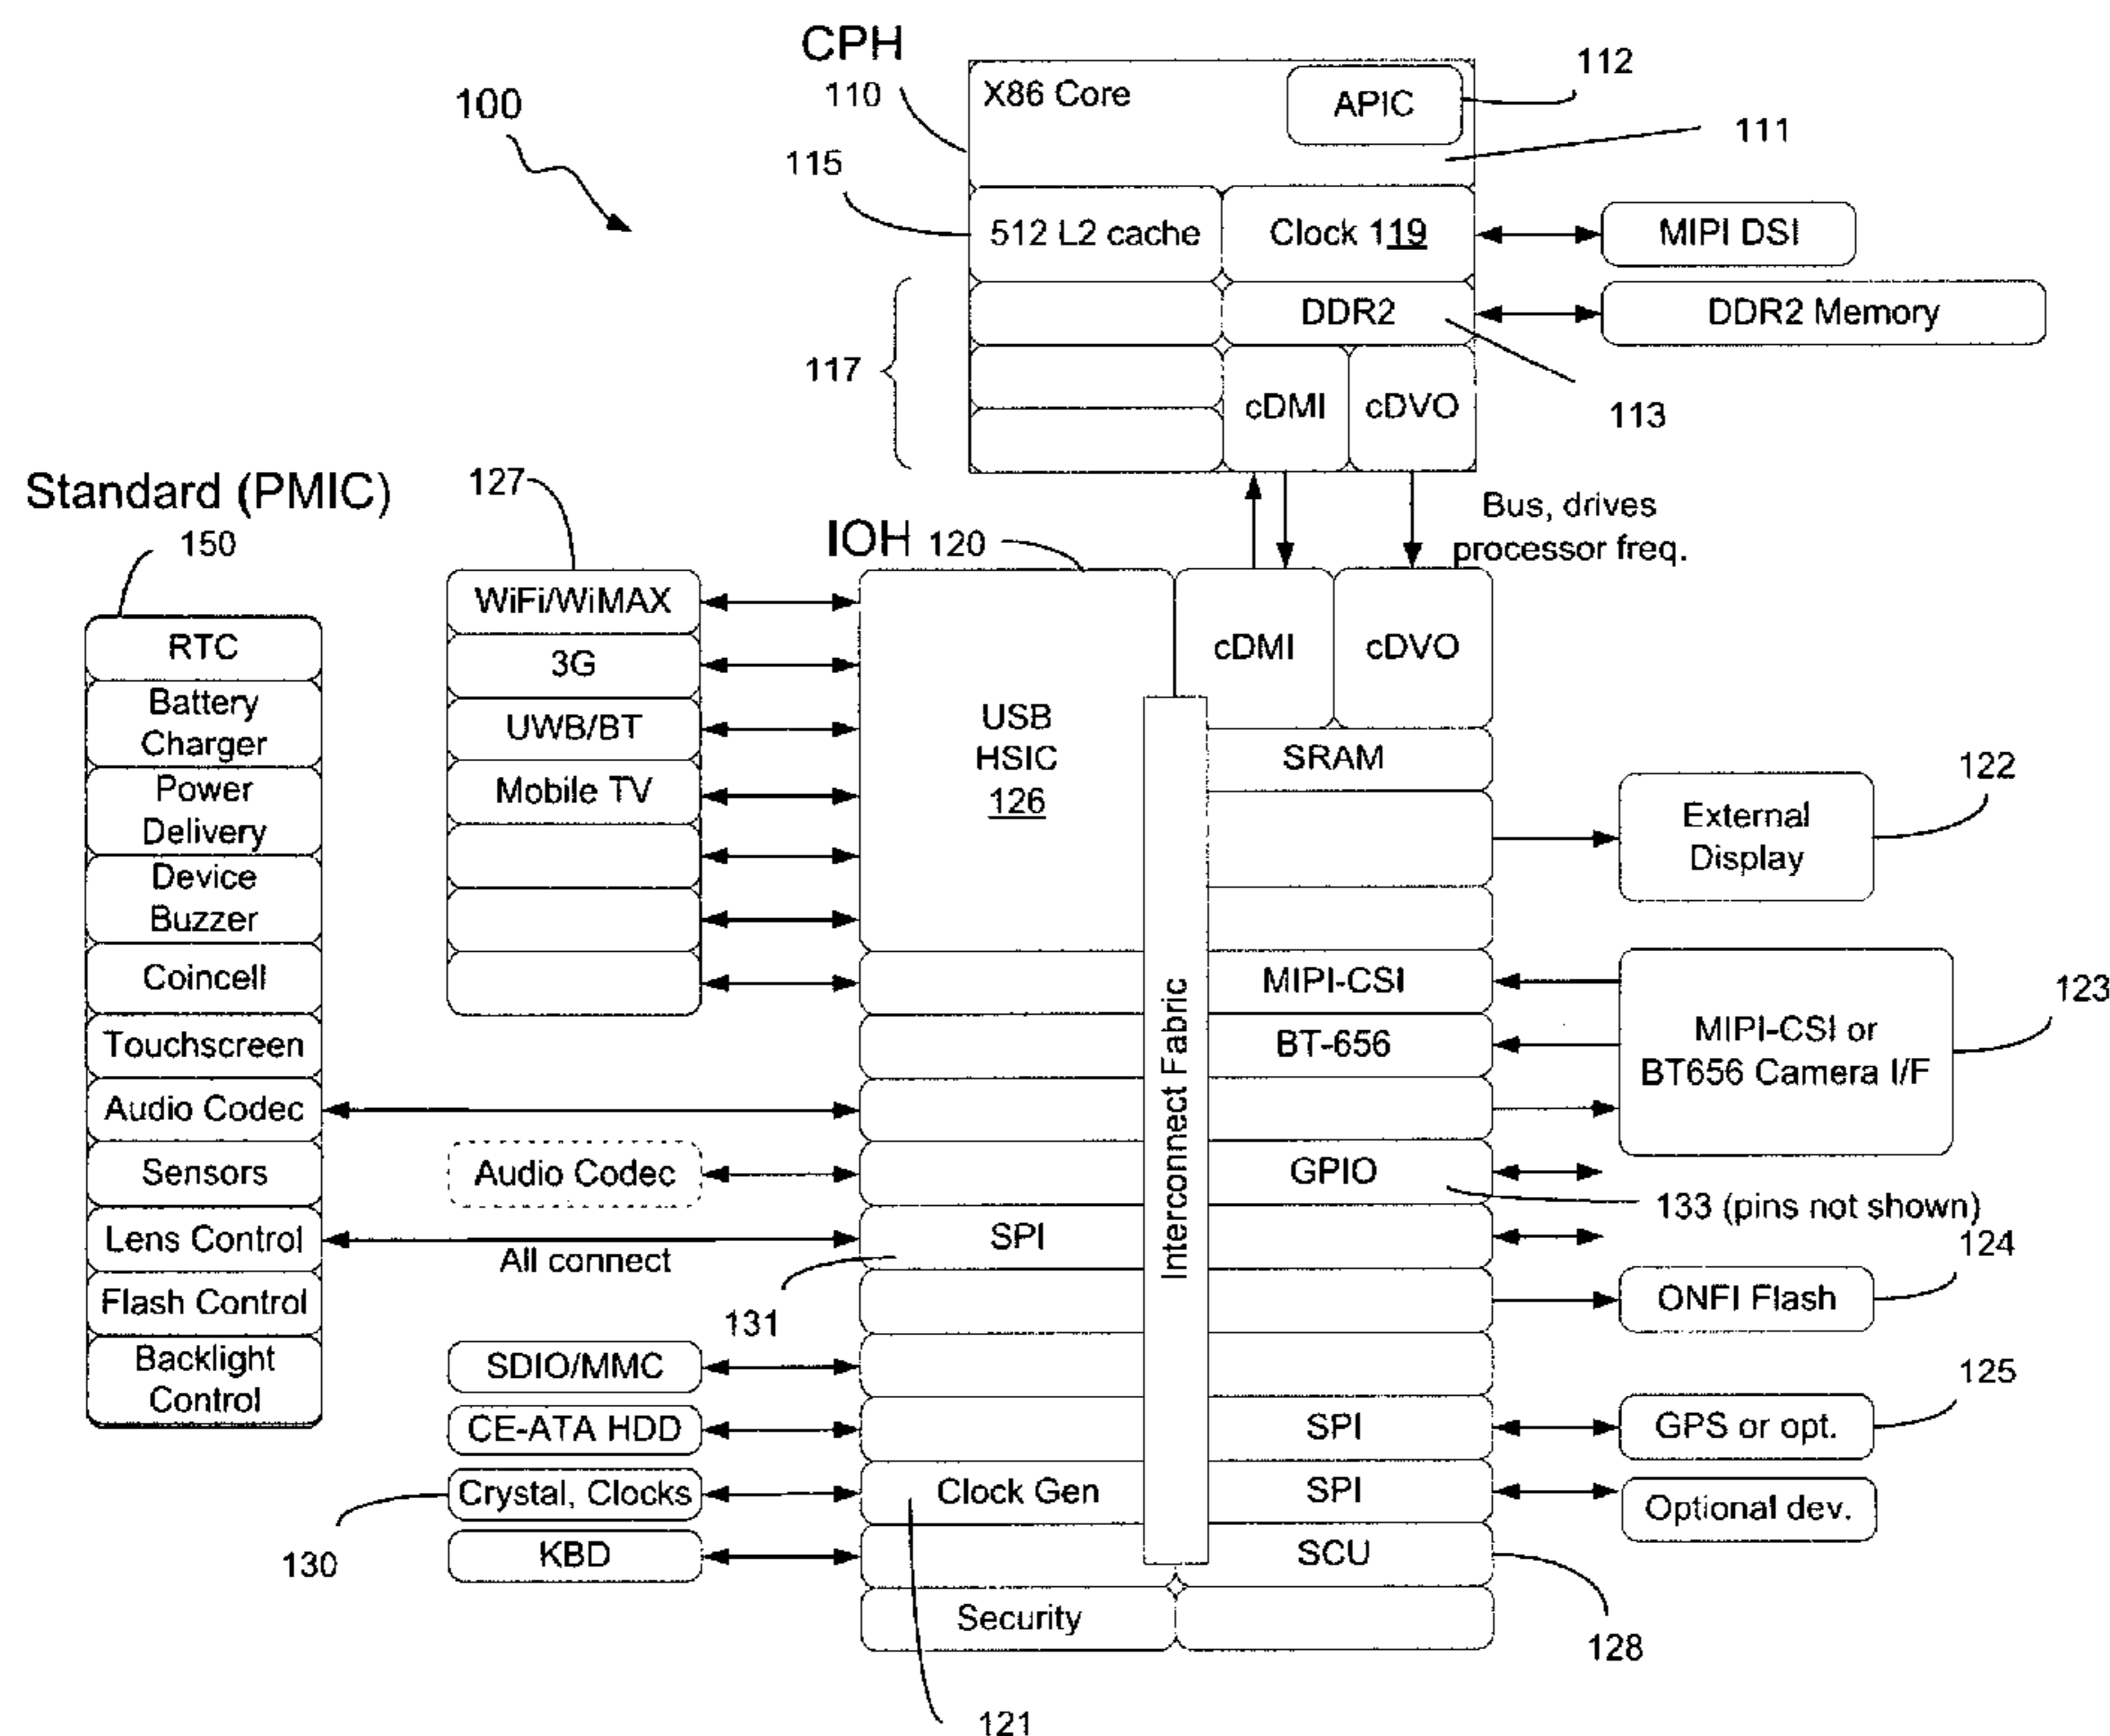 CPH
110
100
X86 Core
APIC
112
111
115
512 L2 cache
Clock 119
MIPI DSI
DDR2
DDR2 Memory
117
cDMI
cDVO
113
Standard (PMIC)
150
127
IOH 120
Bus, drives
processor freq.
RTC
Battery
Charger
Power
Delivery
Device
Buzzer
Coincell
Touchscreen
Audio Codec
Sensors
Lens Control
Flash Control
Backlight
Control
WiFi/WiMAX
3G
UWB/BT
Mobile TV
Audio Codec
All connect
131
SDIO/MMC
CE-ATA HDD
Crystal, Clocks
KBD
130
USB
HSIC
126
SPI
Clock Gen
Security
121
Interconnect Fabric
cDMI
cDVO
SRAM
MIPI-CSI
BT-656
GPIO
SPI
SPI
SCU
128
External
Display
122
MIPI-CSI or
BT656 Camera I/F
123
133 (pins not shown)
124
ONFI Flash
125
GPS or opt.
Optional dev.